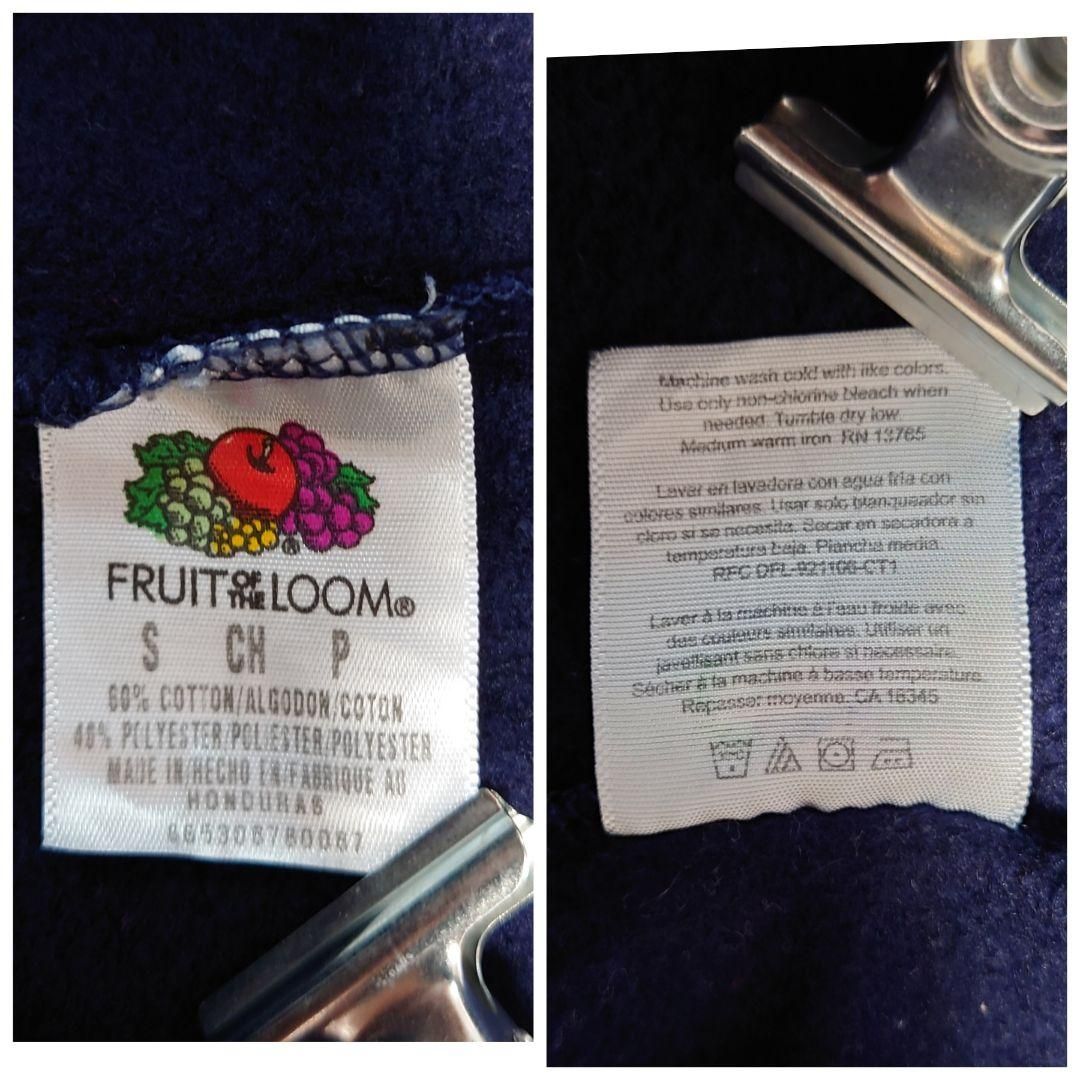 FRUIT OF THE LOOM®
S CH P
60% COTTON/ALGODON/COTON
40% POLYESTER/POLIESTER/POLYESTER
MADE IN/HECHO EN/FABRIQUE AU
HONDURAS
Machine wash cold with like colors.
Use only non-chlorine bleach when
needed. Tumble dry low.
Medium warm iron. RN 13765
Lavar en lavadora con agua fria con
colores similares. Usar solo blanqueador sin
cloro si se necesita. Secar en secadora a
temperatura baja. Plancha media.
RFC DFL-921106-CT1
Laver à la machine à l'eau froide avec
des couleurs similaires. Utiliser un
javellisant sans chlore si nécessaire.
Sécher à la machine à basse temperature.
Repasser moyenne. CA 16345